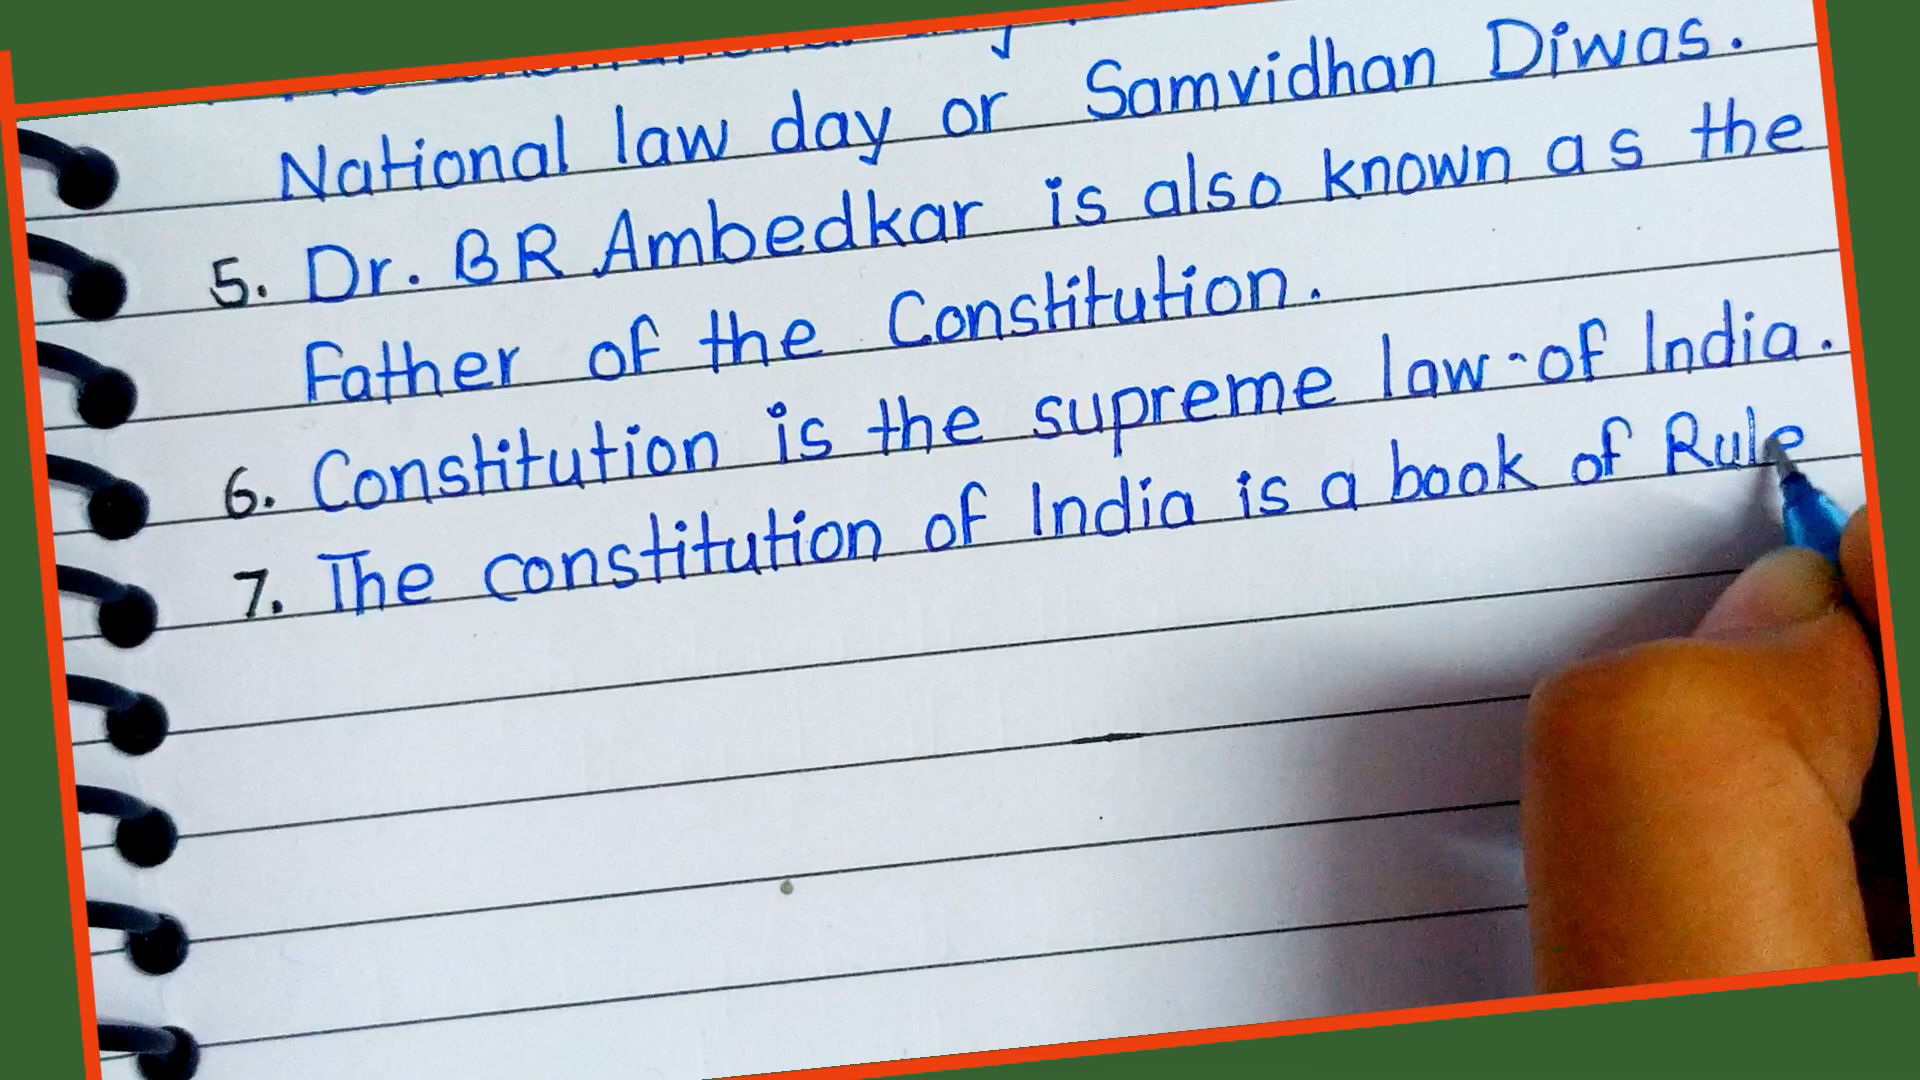 National law day or Samvidhan Diwas.
5. Dr. BR Ambedkar is also known as the
Father of the Constitution.
6. Constitution is the supreme law-of India.
7. The constitution of India is a book of Rule